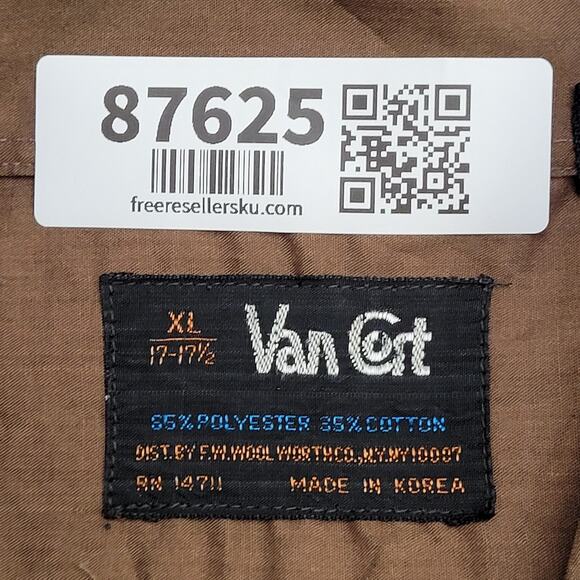 87625
freeresellersku.com
XL
17-17½
Van Cort
65% POLYESTER 35% COTTON
DIST. BY F.W. WOOLWORTH CO., N.Y. NY 10007
RN 14711 MADE IN KOREA